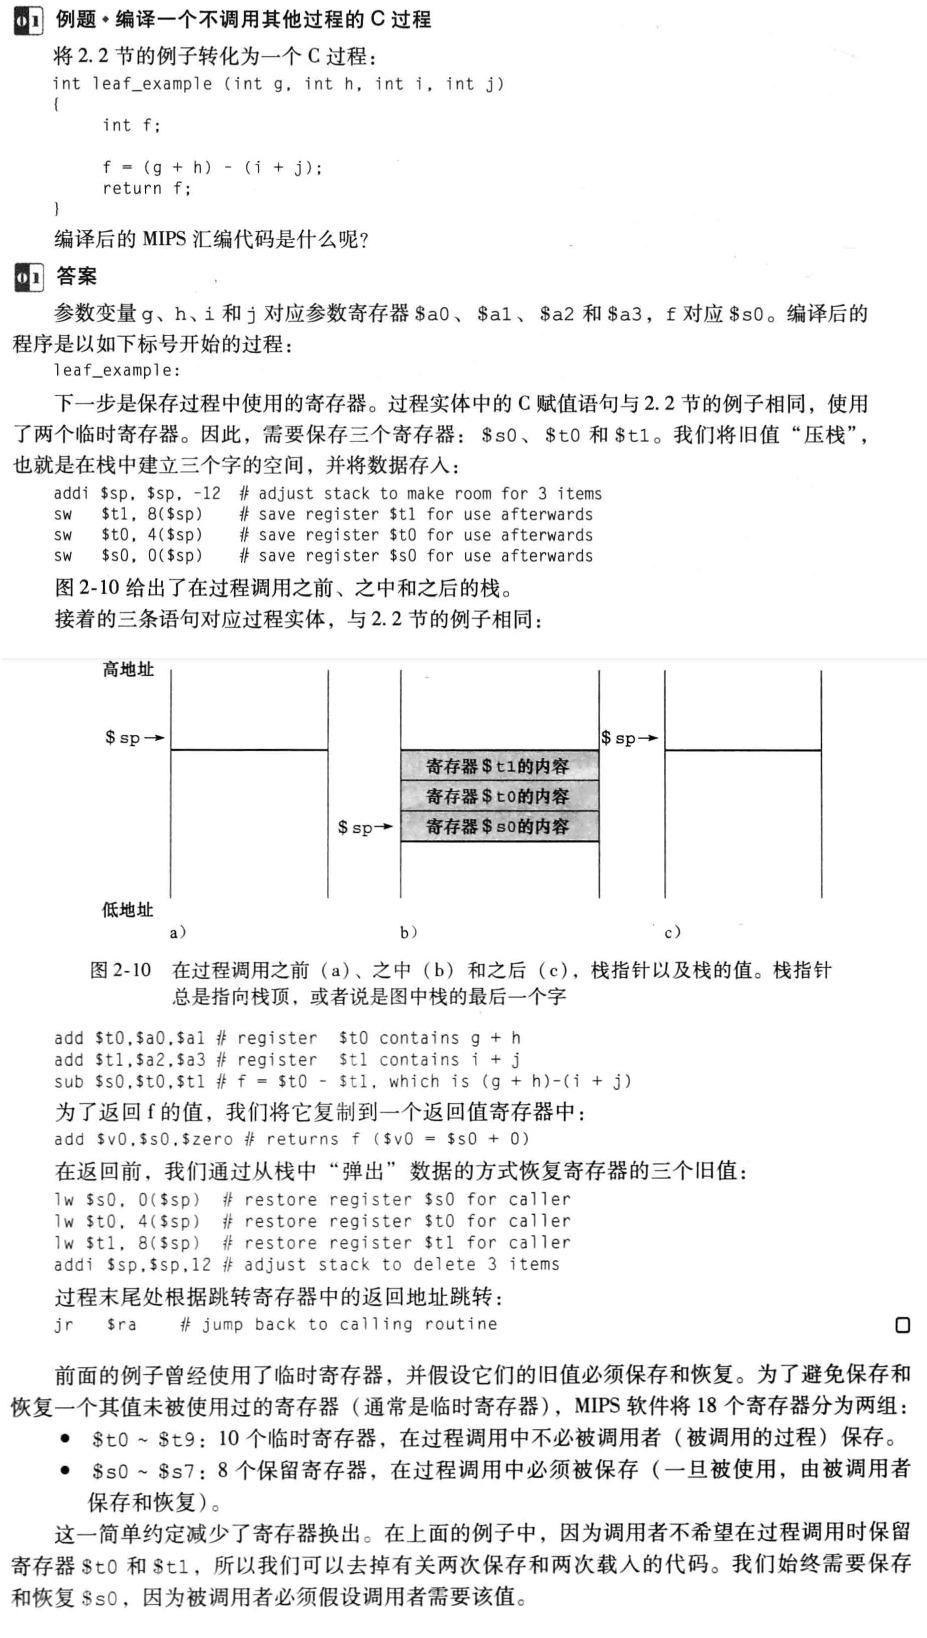 01 例题·编译一个不调用其他过程的 C 过程
将 2.2 节的例子转化为一个 C 过程：
int leaf_example (int g, int h, int i, int j)
{
int f;
f = (g + h) - (i + j);
return f;
}
编译后的 MIPS 汇编代码是什么呢？
01 答案
参数变量 g、h、i 和 j 对应参数寄存器 $a0、$a1、$a2 和 $a3，f 对应 $s0。编译后的
程序是以如下标号开始的过程：
leaf_example:
下一步是保存过程中使用的寄存器。过程实体中的 C 赋值语句与 2.2 节的例子相同，使用
了两个临时寄存器。因此，需要保存三个寄存器：$s0、$t0 和 $t1。我们将旧值“压栈”，
也就是在栈中建立三个字的空间，并将数据存入：
addi $sp, $sp, -12 # adjust stack to make room for 3 items
sw $t1, 8($sp) # save register $t1 for use afterwards
sw $t0, 4($sp) # save register $t0 for use afterwards
sw $s0, 0($sp) # save register $s0 for use afterwards
图 2-10 给出了在过程调用之前、之中和之后的栈。
接着的三条语句对应过程实体，与 2.2 节的例子相同：
高地址
$sp→
$sp→
寄存器$t1的内容
寄存器$t0的内容
$sp→ 寄存器$s0的内容
低地址
a） b） c）
图 2-10 在过程调用之前（a）、之中（b）和之后（c），栈指针以及栈的值。栈指针
总是指向栈顶，或者说是图中栈的最后一个字
add $t0,$a0,$a1 # register $t0 contains g + h
add $t1,$a2,$a3 # register $t1 contains i + j
sub $s0,$t0,$t1 # f = $t0 - $t1, which is (g + h)-(i + j)
为了返回 f 的值，我们将它复制到一个返回值寄存器中：
add $v0,$s0,$zero # returns f ($v0 = $s0 + 0)
在返回前，我们通过从栈中“弹出”数据的方式恢复寄存器的三个旧值：
lw $s0, 0($sp) # restore register $s0 for caller
lw $t0, 4($sp) # restore register $t0 for caller
lw $t1, 8($sp) # restore register $t1 for caller
addi $sp,$sp,12 # adjust stack to delete 3 items
过程末尾处根据跳转寄存器中的返回地址跳转：
jr $ra # jump back to calling routine
前面的例子曾经使用了临时寄存器，并假设它们的旧值必须保存和恢复。为了避免保存和
恢复一个其值未被使用过的寄存器（通常是临时寄存器），MIPS 软件将 18 个寄存器分为两组：
● $t0 ~ $t9：10 个临时寄存器，在过程调用中不必被调用者（被调用的过程）保存。
● $s0 ~ $s7：8 个保留寄存器，在过程调用中必须被保存（一旦被使用，由被调用者
保存和恢复）。
这一简单约定减少了寄存器换出。在上面的例子中，因为调用者不希望在过程调用时保留
寄存器 $t0 和 $t1，所以我们可以去掉有关两次保存和两次载入的代码。我们始终需要保存
和恢复 $s0，因为被调用者必须假设调用者需要该值。